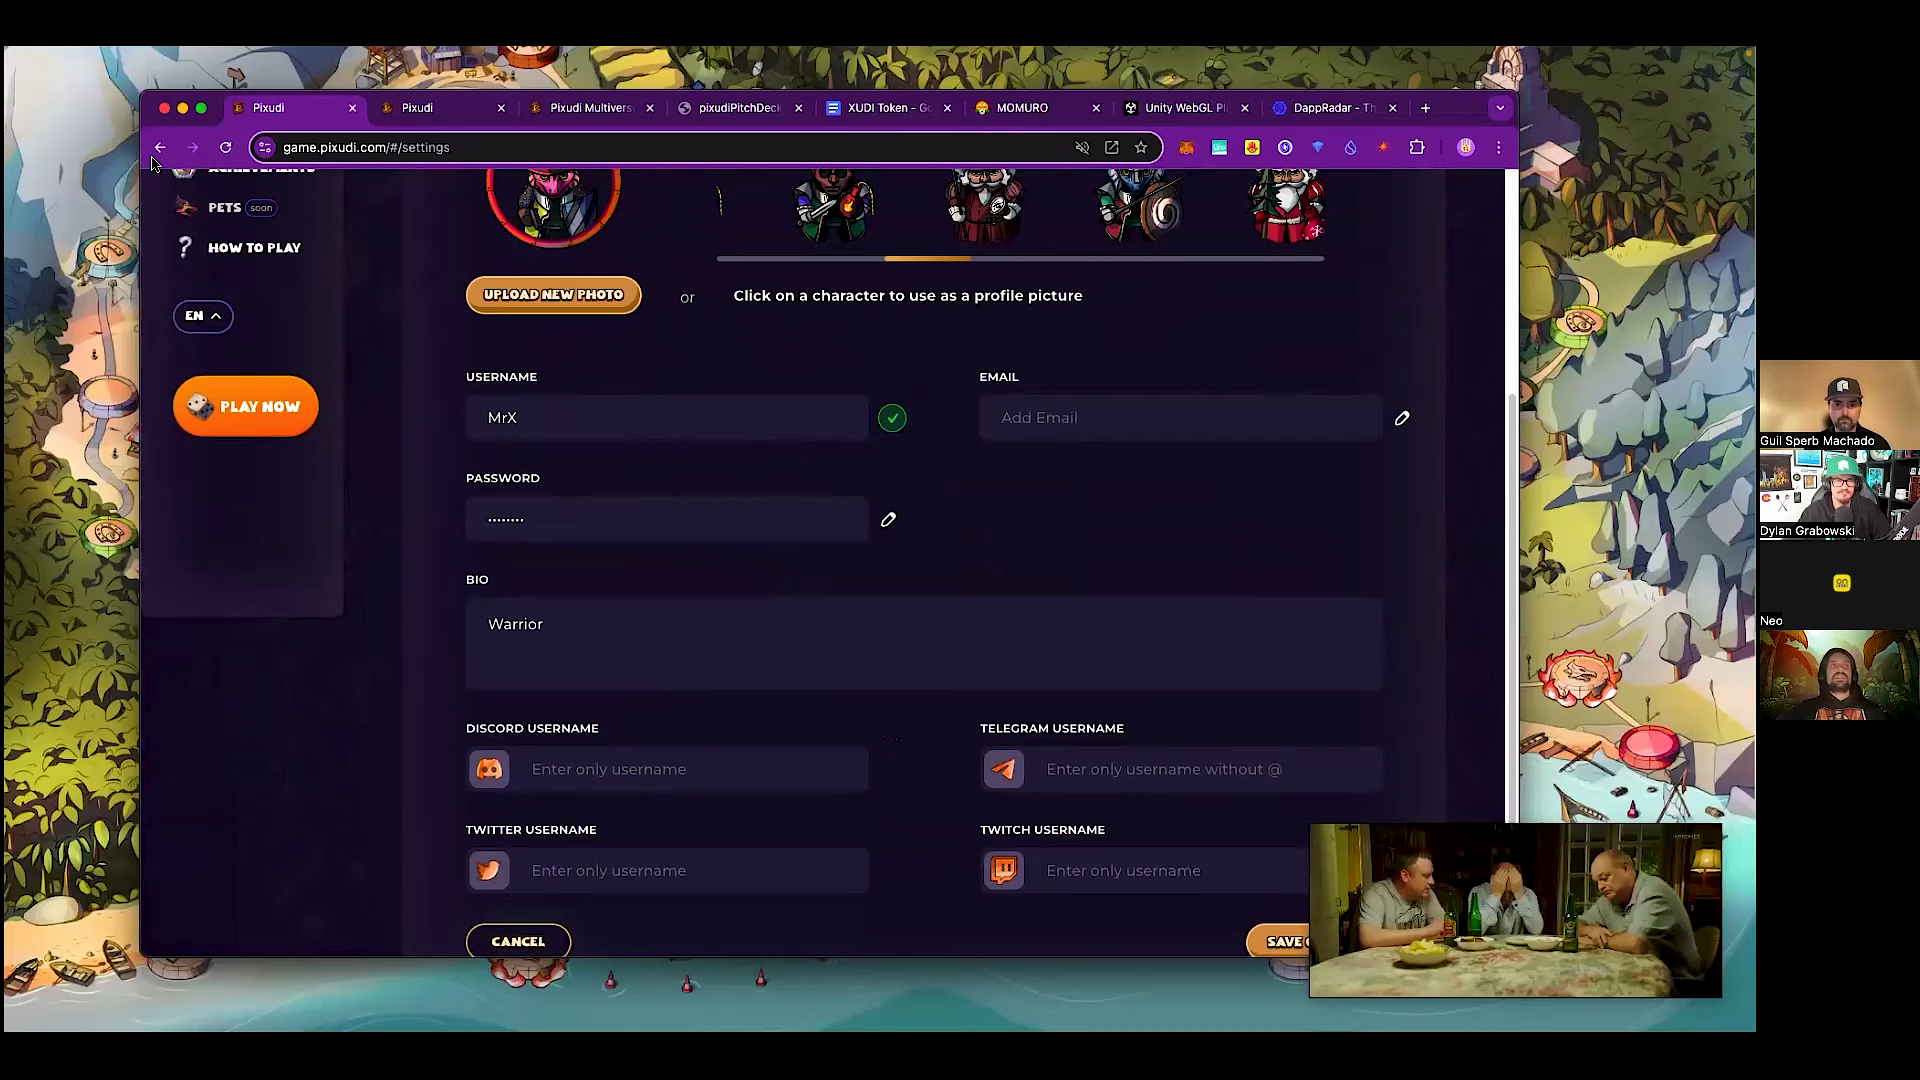 Pixudi
Pixudi
Pixudi Multivers
pixudiPitchDeck
XUDI Token - Go
MOMURO
Unity WebGL Pl
DappRadar - Th
game.pixudi.com/#/settings
ACHIEVEMENTS
PETS soon
HOW TO PLAY
EN
PLAY NOW
UPLOAD NEW PHOTO
or
Click on a character to use as a profile picture
USERNAME
EMAIL
MrX
Add Email
PASSWORD
········
BIO
Warrior
DISCORD USERNAME
TELEGRAM USERNAME
Enter only username
Enter only username without @
TWITTER USERNAME
TWITCH USERNAME
Enter only username
Enter only username
CANCEL
SAVE
Guil Sperb Machado
Dylan Grabowski
Neo